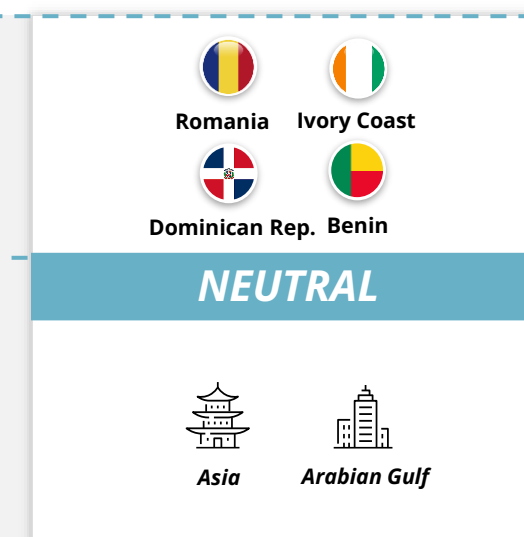 Romania Ivory Coast
Dominican Rep. Benin
NEUTRAL
Asia Arabian Gulf